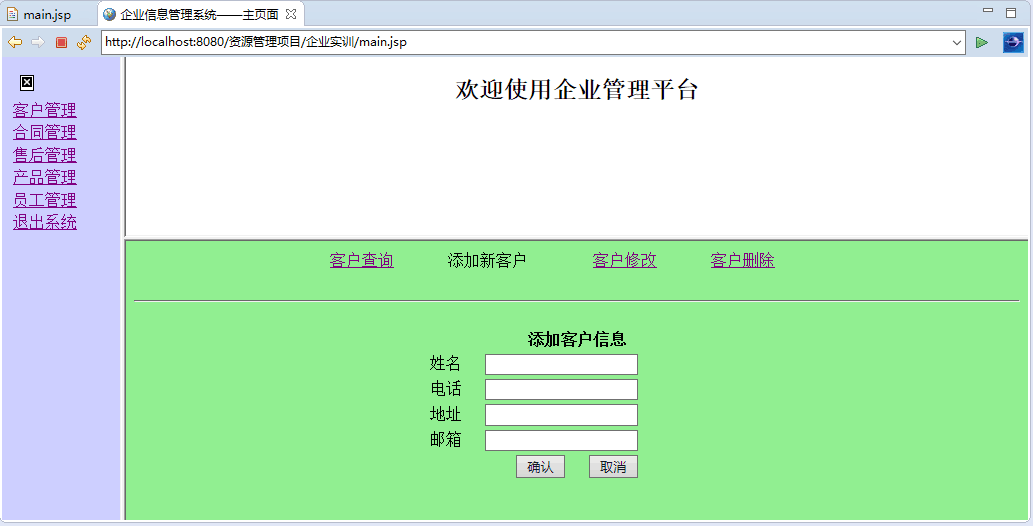 main.jsp
企业信息管理系统——主页面
http://localhost:8080/资源管理项目/企业实训/main.jsp
客户管理
合同管理
售后管理
产品管理
员工管理
退出系统
欢迎使用企业管理平台
客户查询 添加新客户 客户修改 客户删除
添加客户信息
姓名
电话
地址
邮箱
确认 取消